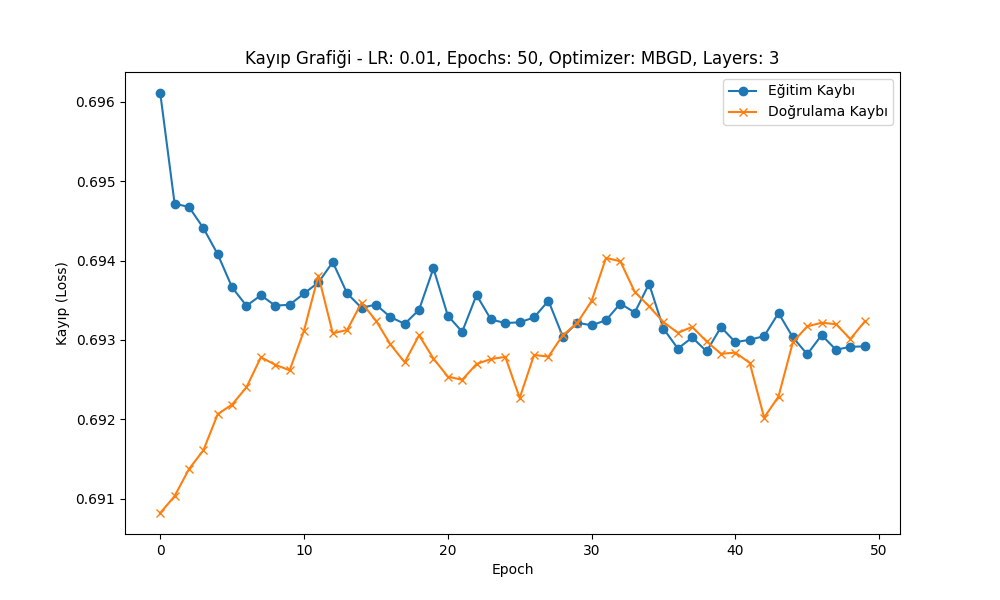 Kayıp Grafiği - LR: 0.01, Epochs: 50, Optimizer: MBGD, Layers: 3
Eğitim Kaybı
Doğrulama Kaybı
0.696
0.695
0.694
0.693
0.692
0.691
Kayıp (Loss)
0 10 20 30 40 50
Epoch